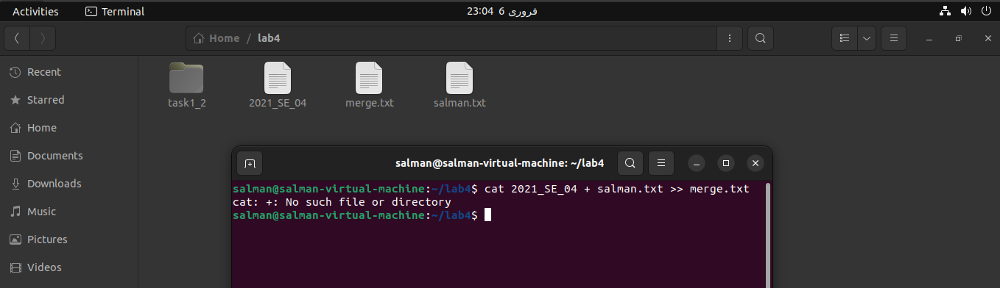 Activities
Terminal
23:04 6 فروری
Home / lab4
Recent
Starred
Home
Documents
Downloads
Music
Pictures
Videos
task1_2
2021_SE_04
merge.txt
salman.txt
salman@salman-virtual-machine: ~/lab4
salman@salman-virtual-machine:~/lab4$ cat 2021_SE_04 + salman.txt >> merge.txt
cat: +: No such file or directory
salman@salman-virtual-machine:~/lab4$